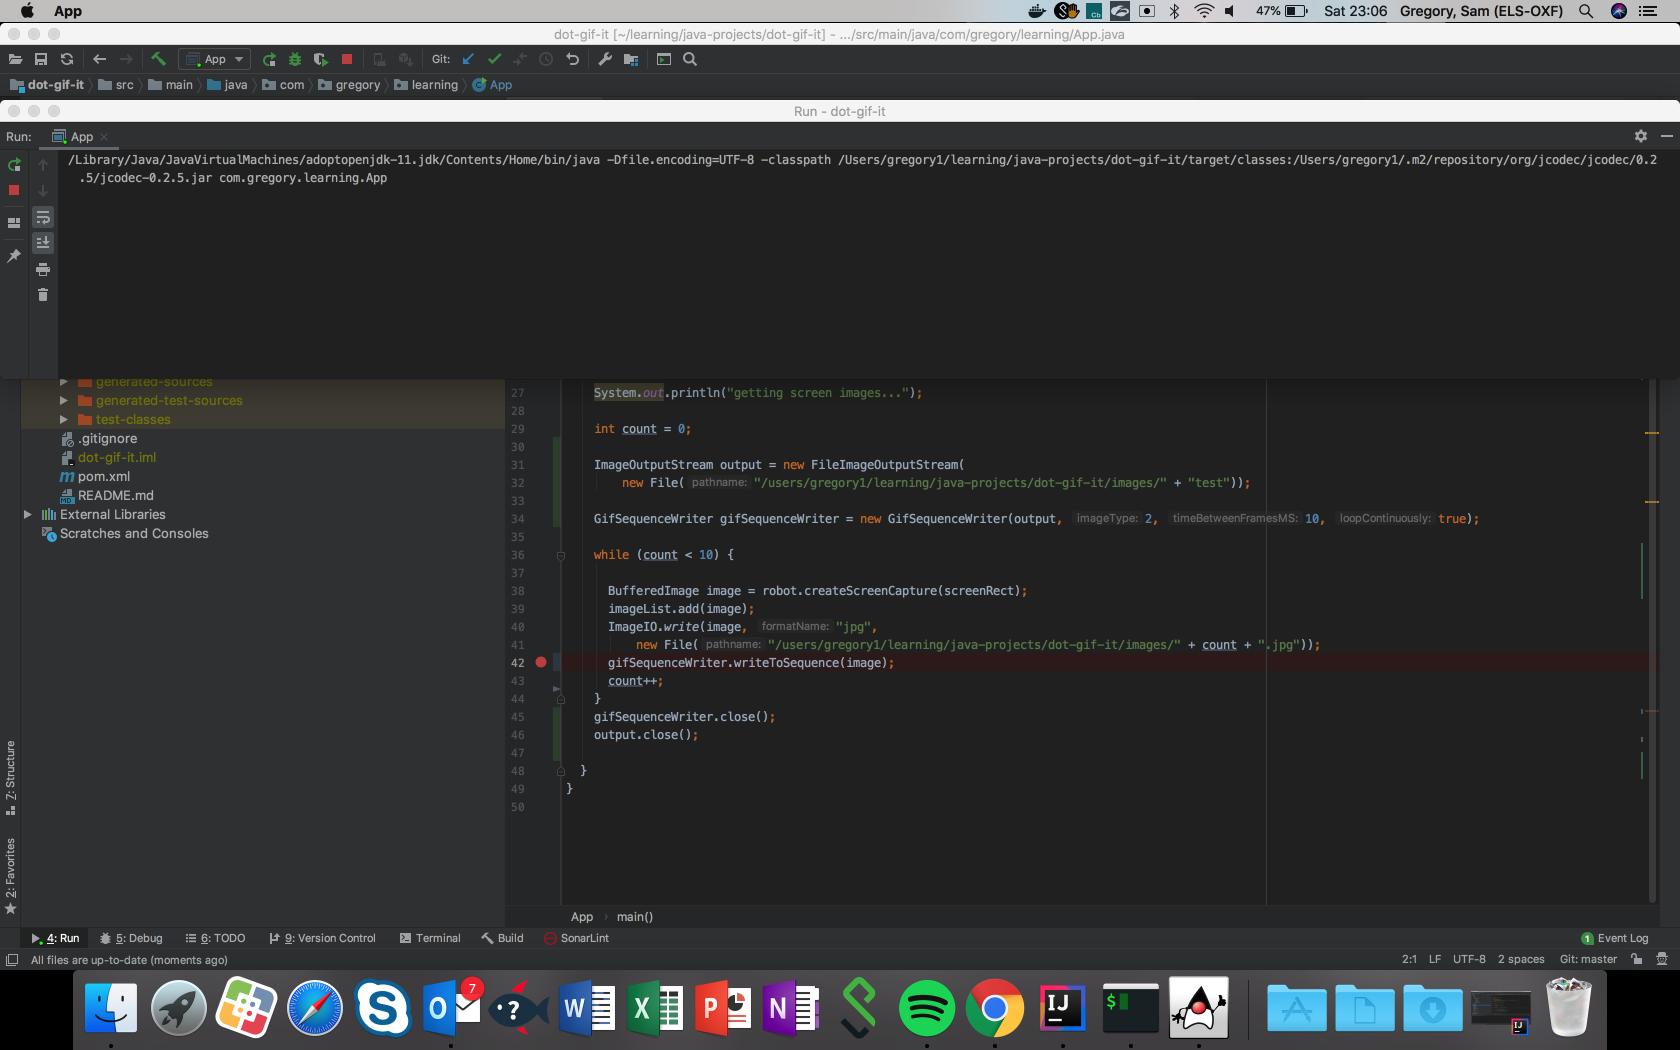 App
47%
Sat 23:06
Gregory, Sam (ELS-OXF)
dot-gif-it [~/learning/java-projects/dot-gif-it] - .../src/main/java/com/gregory/learning/App.java
App
Git:
dot-gif-it
src
main
java
com
gregory
learning
App
Run - dot-gif-it
Run:
App
/Library/Java/JavaVirtualMachines/adoptopenjdk-11.jdk/Contents/Home/bin/java -Dfile.encoding=UTF-8 -classpath /Users/gregory1/learning/java-projects/dot-gif-it/target/classes:/Users/gregory1/.m2/repository/org/jcodec/jcodec/0.2
.5/jcodec-0.2.5.jar com.gregory.learning.App
generated-sources
generated-test-sources
test-classes
.gitignore
dot-gif-it.iml
pom.xml
README.md
External Libraries
Scratches and Consoles
27 System.out.println("getting screen images...");
28
29 int count = 0;
30
31 ImageOutputStream output = new FileImageOutputStream(
32 new File( pathname: "/users/gregory1/learning/java-projects/dot-gif-it/images/" + "test"));
33
34 GifSequenceWriter gifSequenceWriter = new GifSequenceWriter(output, imageType: 2, timeBetweenFramesMS: 10, loopContinuously: true);
35
36 while (count < 10) {
37
38 BufferedImage image = robot.createScreenCapture(screenRect);
39 imageList.add(image);
40 ImageIO.write(image, formatName: "jpg",
41 new File( pathname: "/users/gregory1/learning/java-projects/dot-gif-it/images/" + count + ".jpg"));
42 gifSequenceWriter.writeToSequence(image);
43 count++;
44 }
45 gifSequenceWriter.close();
46 output.close();
47
48 }
49 }
50
Z: Structure
2: Favorites
App
main()
4: Run
5: Debug
6: TODO
9: Version Control
Terminal
Build
SonarLint
1 Event Log
All files are up-to-date (moments ago)
2:1
LF
UTF-8
2 spaces
Git: master
S
O
7
?
W
X
P
N
IJ
$
IJ